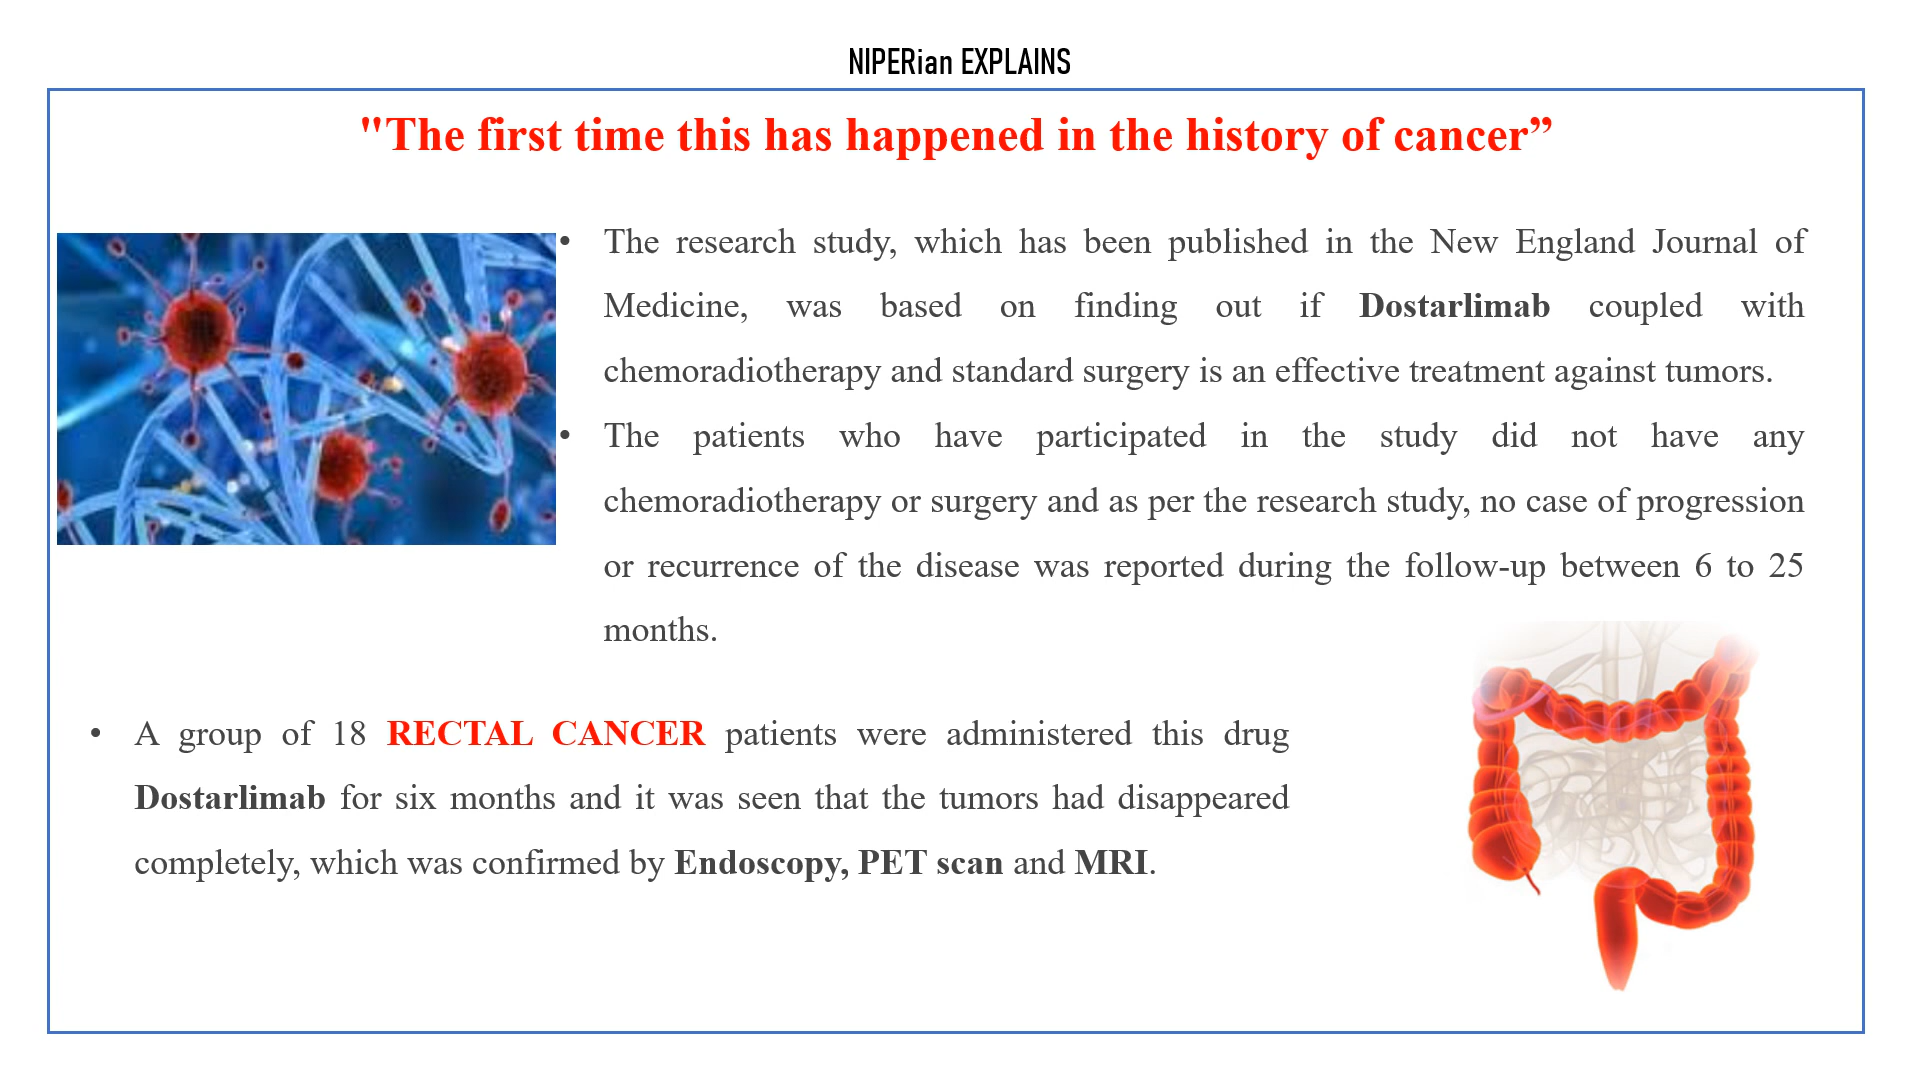 NIPERian EXPLAINS
"The first time this has happened in the history of cancer”
• The research study, which has been published in the New England Journal of
Medicine, was based on finding out if Dostarlimab coupled with
chemoradiotherapy and standard surgery is an effective treatment against tumors.
• The patients who have participated in the study did not have any
chemoradiotherapy or surgery and as per the research study, no case of progression
or recurrence of the disease was reported during the follow-up between 6 to 25
months.
• A group of 18 RECTAL CANCER patients were administered this drug
Dostarlimab for six months and it was seen that the tumors had disappeared
completely, which was confirmed by Endoscopy, PET scan and MRI.